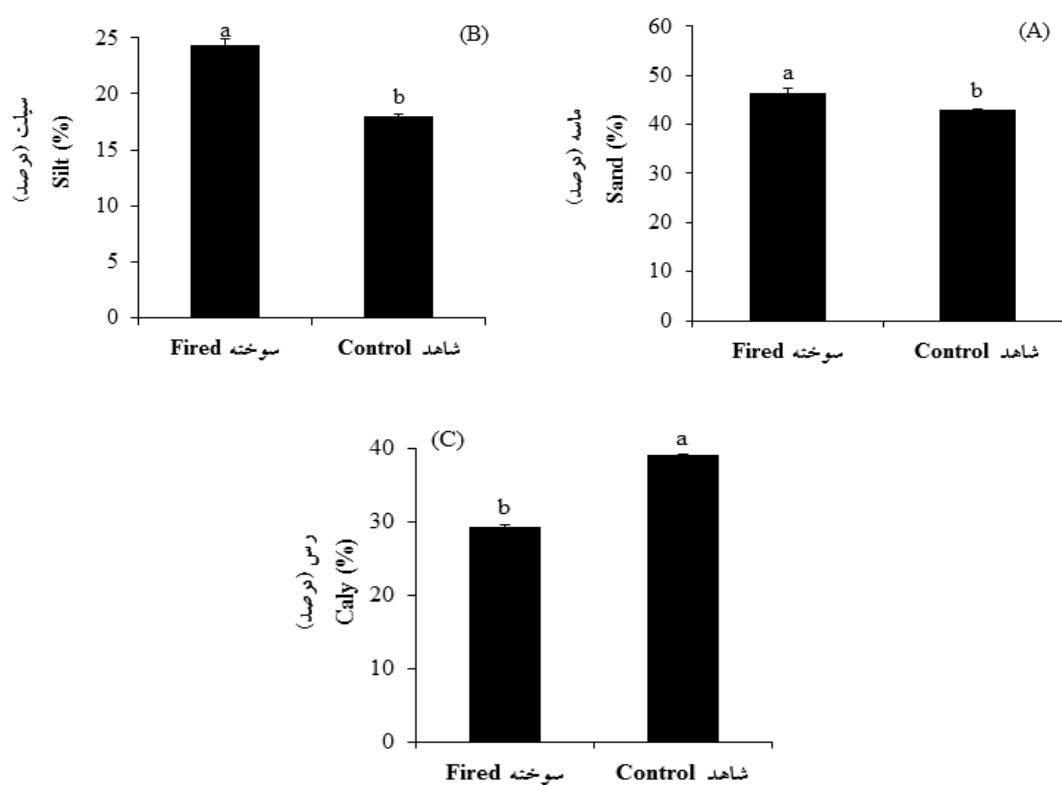 (B)
سیلت (درصد)
Silt (%)
25
20
15
10
5
0
a
b
Fired سوخته
Control شاهد
(A)
ماسه (درصد)
Sand (%)
60
50
40
30
20
10
0
a
b
Fired سوخته
Control شاهد
(C)
رس (درصد)
Caly (%)
40
30
20
10
0
b
a
Fired سوخته
Control شاهد